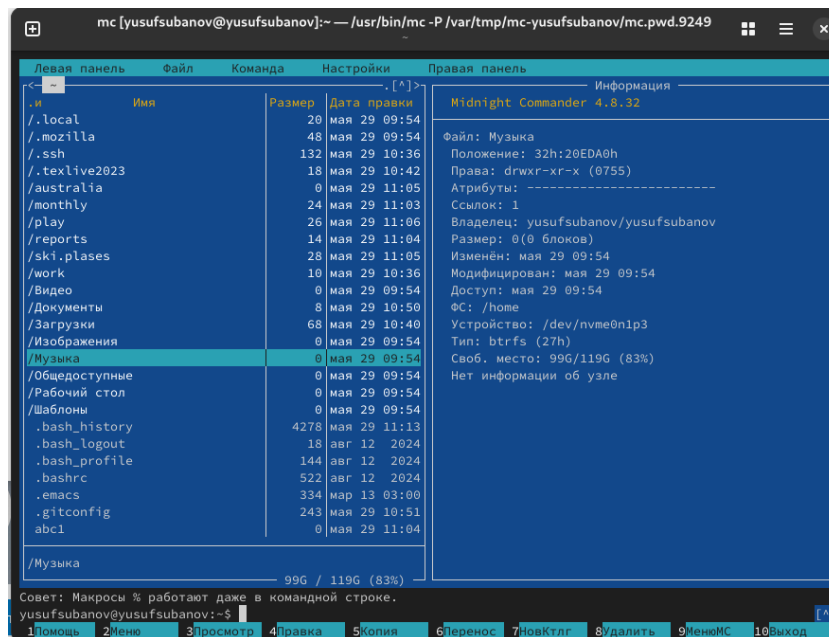 mc [yusufsubanov@yusufsubanov]:~ — /usr/bin/mc -P /var/tmp/mc-yusufsubanov/mc.pwd.9249
~
Левая панель Файл Команда Настройки Правая панель
<─ ~ ─.[^]>
.и Имя Размер Дата правки
/.local 20 мая 29 09:54
/.mozilla 48 мая 29 09:54
/.ssh 132 мая 29 10:36
/.texlive2023 18 мая 29 10:42
/australia 0 мая 29 11:05
/monthly 24 мая 29 11:03
/play 26 мая 29 11:06
/reports 14 мая 29 11:04
/ski.plases 28 мая 29 11:05
/work 10 мая 29 10:36
/Видео 0 мая 29 09:54
/Документы 8 мая 29 10:50
/Загрузки 68 мая 29 10:40
/Изображения 0 мая 29 09:54
/Музыка 0 мая 29 09:54
/Общедоступные 0 мая 29 09:54
/Рабочий стол 0 мая 29 09:54
/Шаблоны 0 мая 29 09:54
.bash_history 4278 мая 29 11:13
.bash_logout 18 авг 12 2024
.bash_profile 144 авг 12 2024
.bashrc 522 авг 12 2024
.emacs 334 мар 13 03:00
.gitconfig 243 мая 29 10:51
abc1 0 мая 29 11:04
/Музыка
99G / 119G (83%)
Информация
Midnight Commander 4.8.32
Файл: Музыка
Положение: 32h:20EDA0h
Права: drwxr-xr-x (0755)
Атрибуты: -------------------------
Ссылок: 1
Владелец: yusufsubanov/yusufsubanov
Размер: 0(0 блоков)
Изменён: мая 29 09:54
Модифицирован: мая 29 09:54
Доступ: мая 29 09:54
ФС: /home
Устройство: /dev/nvme0n1p3
Тип: btrfs (27h)
Своб. место: 99G/119G (83%)
Нет информации об узле
Совет: Макросы % работают даже в командной строке.
yusufsubanov@yusufsubanov:~$ [^
1Помощь 2Меню 3Просмотр 4Правка 5Копия 6Перенос 7НовКтлг 8Удалить 9МенюMC 10Выход